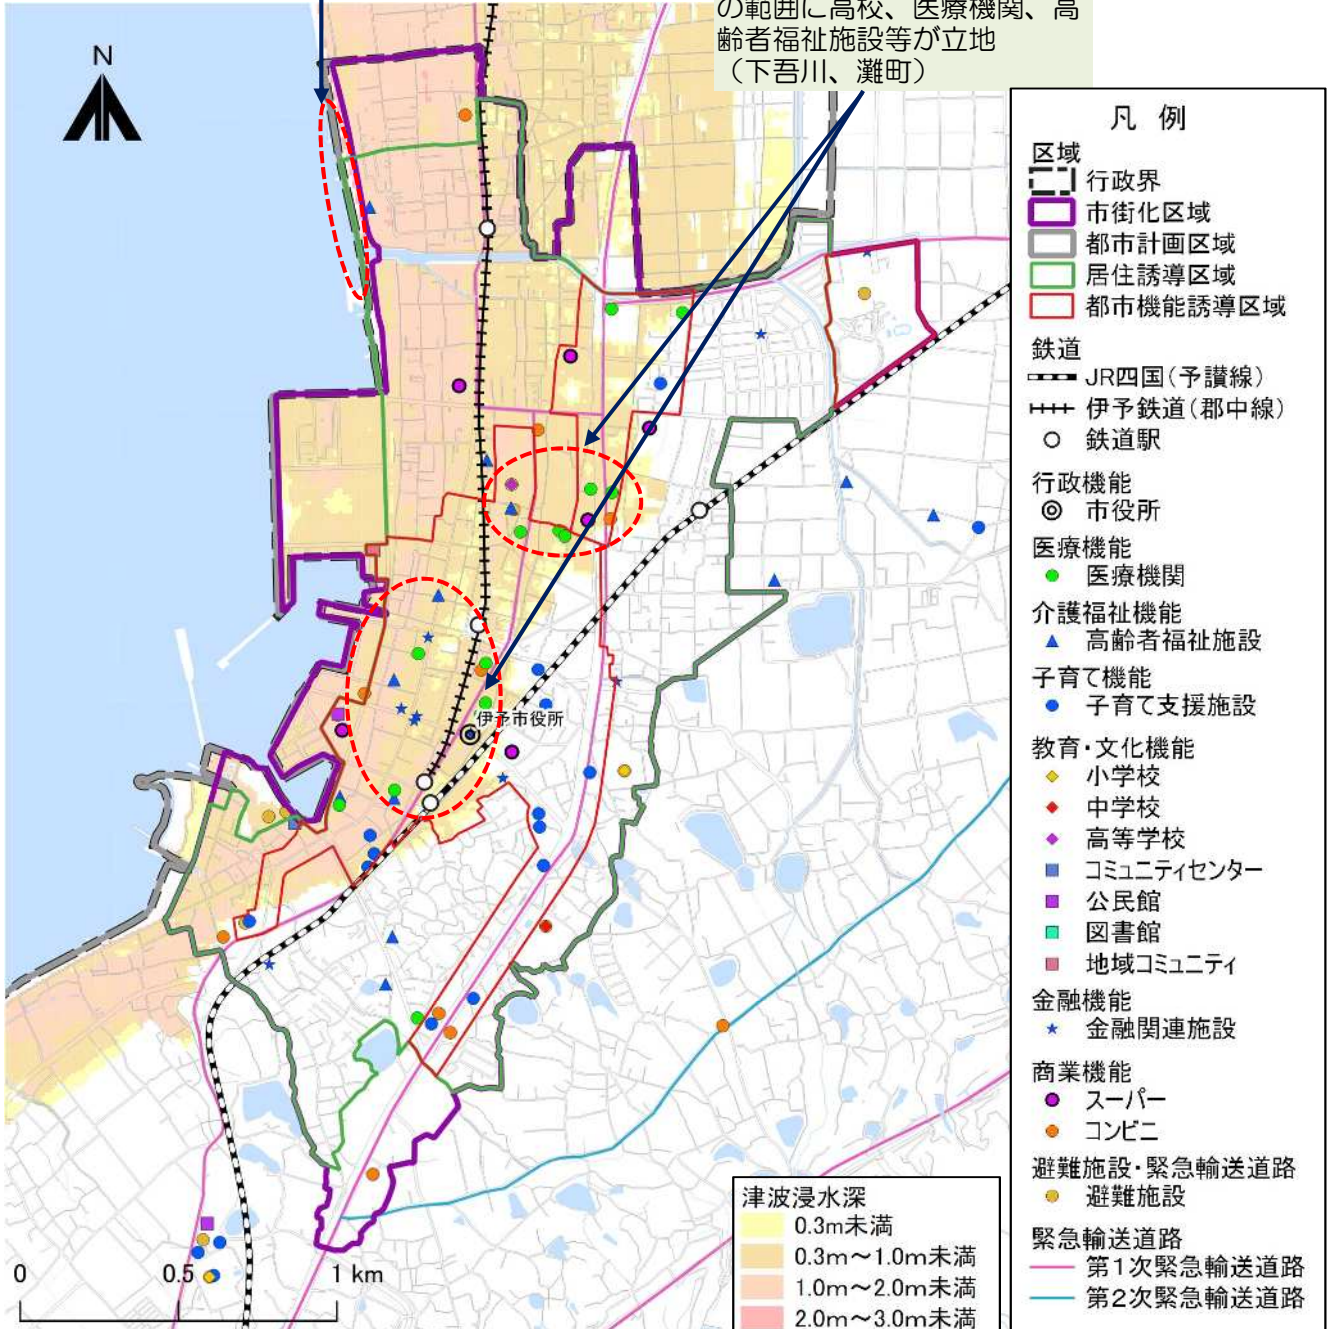 の範囲に高校、医療機関、高
齢者福祉施設等が立地
（下吾川、灘町）
N
凡 例
区域
行政界
市街化区域
都市計画区域
居住誘導区域
都市機能誘導区域
鉄道
JR四国(予讃線)
伊予鉄道(郡中線)
鉄道駅
行政機能
市役所
医療機能
医療機関
介護福祉機能
高齢者福祉施設
子育て機能
子育て支援施設
教育・文化機能
小学校
中学校
高等学校
コミュニティセンター
公民館
図書館
地域コミュニティ
金融機能
金融関連施設
商業機能
スーパー
コンビニ
避難施設・緊急輸送道路
避難施設
緊急輸送道路
第1次緊急輸送道路
第2次緊急輸送道路
伊予市役所
津波浸水深
0.3m未満
0.3m～1.0m未満
1.0m～2.0m未満
2.0m～3.0m未満
0 0.5 1 km